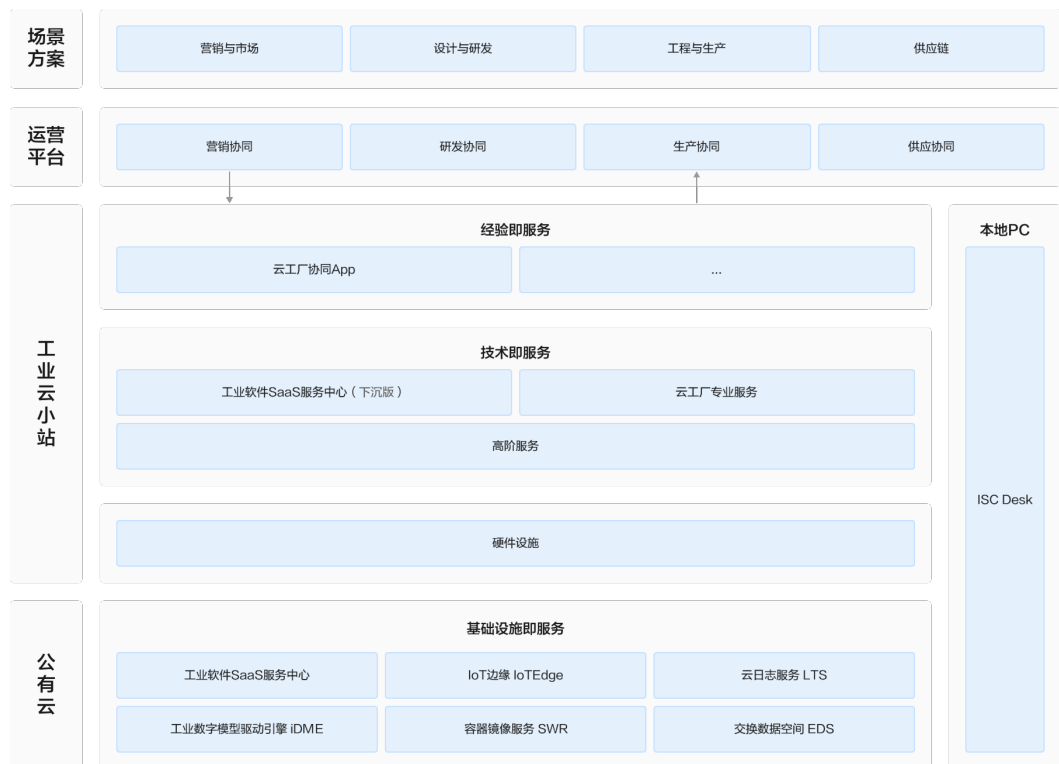 场景
方案
营销与市场
设计与研发
工程与生产
供应链
运营
平台
营销协同
研发协同
生产协同
供应协同
工
业
云
小
站
经验即服务
云工厂协同App
...
技术即服务
工业软件SaaS服务中心（下沉版）
云工厂专业服务
高阶服务
硬件设施
本地PC
ISC Desk
公
有
云
基础设施即服务
工业软件SaaS服务中心
IoT边缘 IoTEdge
云日志服务 LTS
工业数字模型驱动引擎 iDME
容器镜像服务 SWR
交换数据空间 EDS